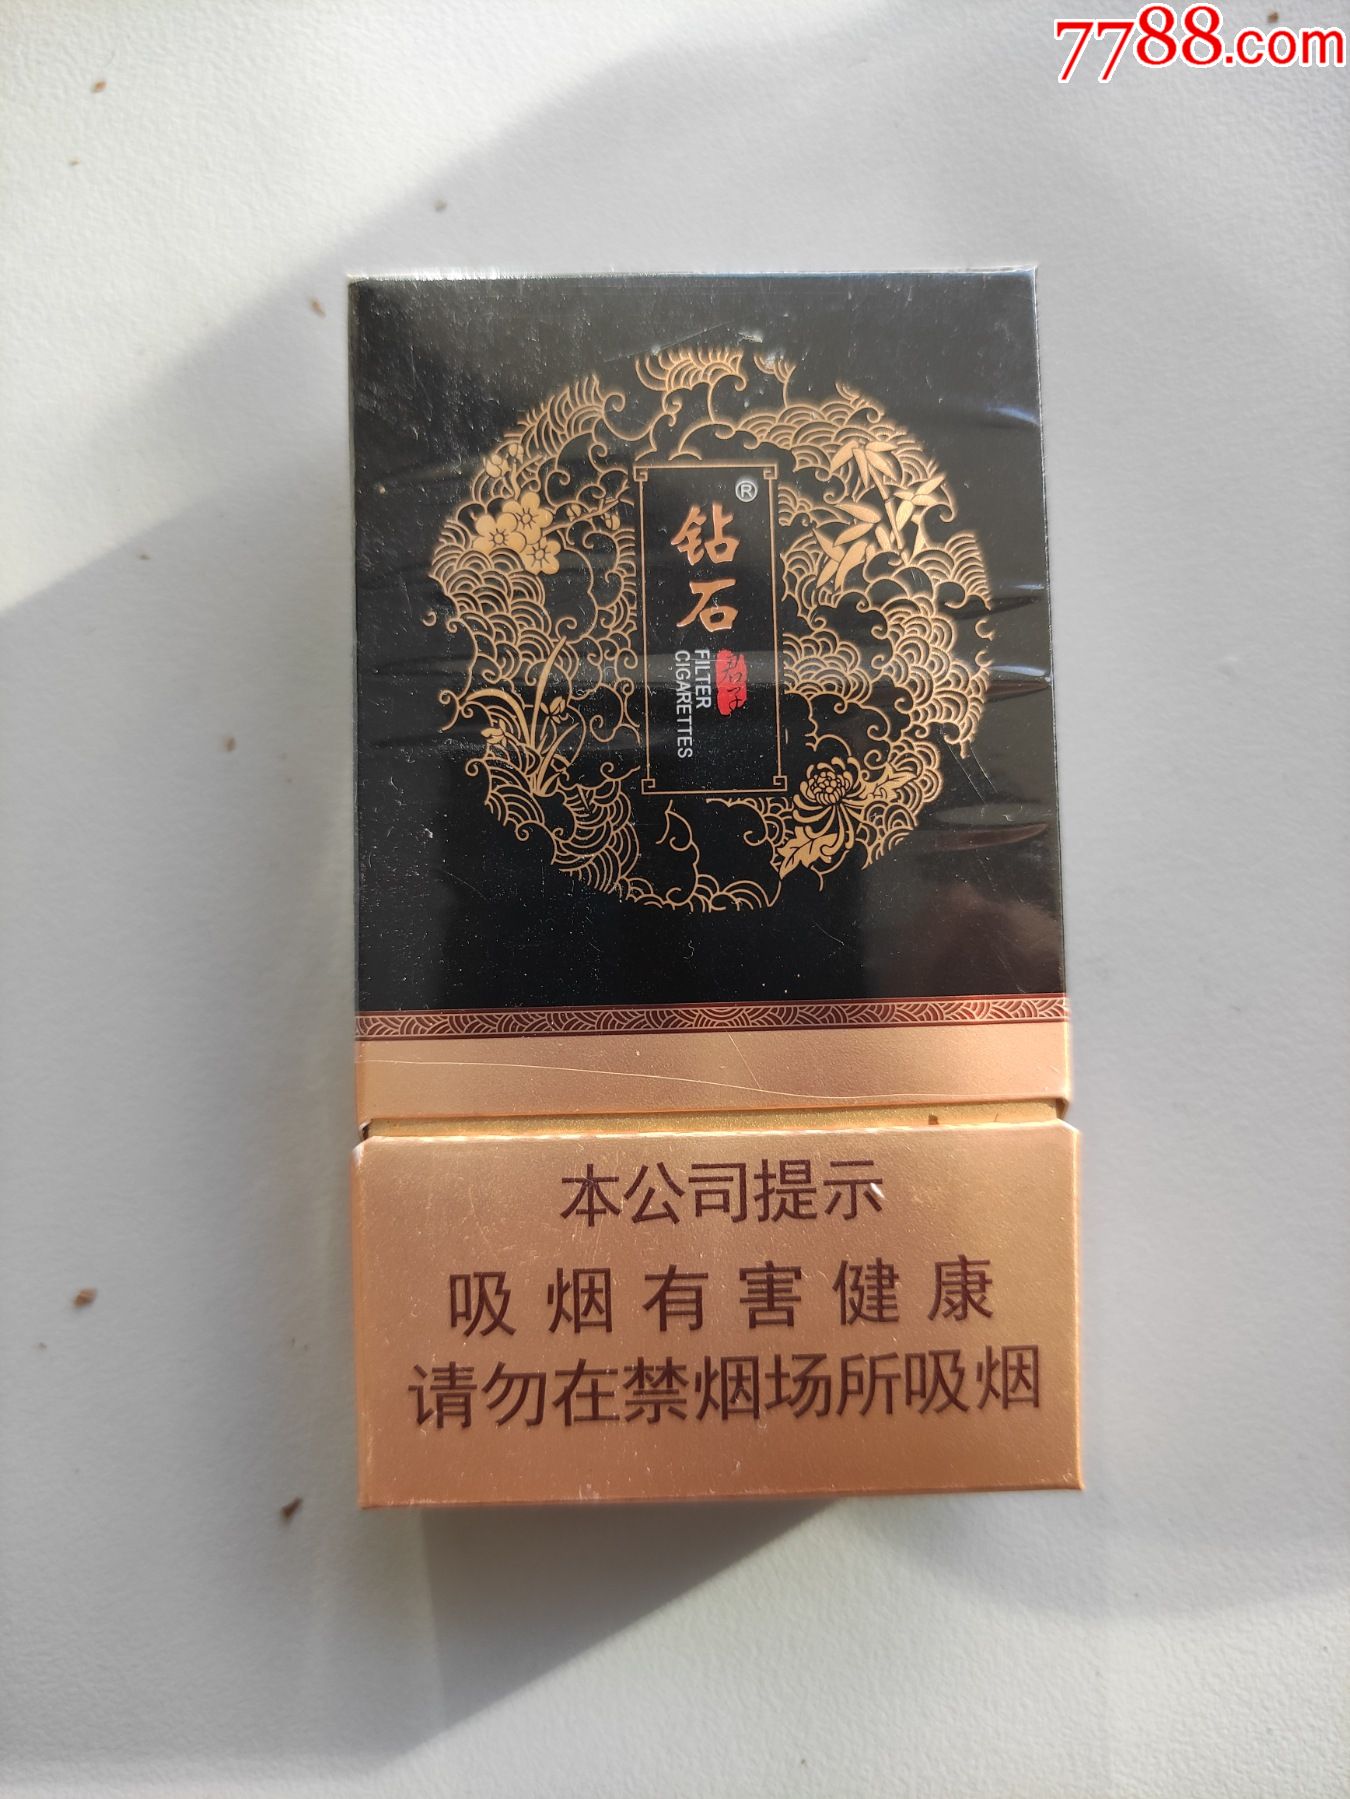 7788.com
®
钻石
君子
FILTER
CIGARETTES
本公司提示
吸烟有害健康
请勿在禁烟场所吸烟